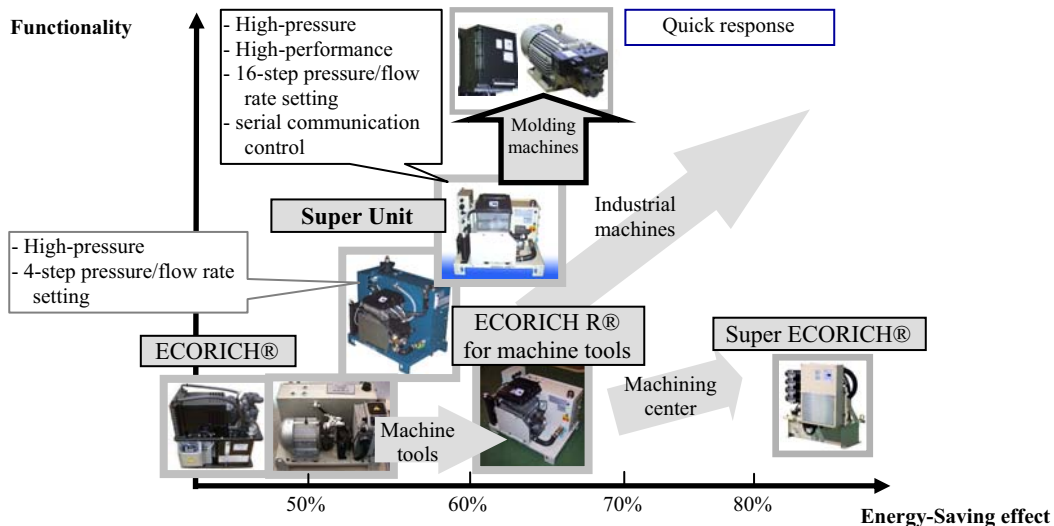 Functionality
- High-pressure
- High-performance
- 16-step pressure/flow
rate setting
- serial communication
control
Quick response
Molding
machines
Super Unit
Industrial
machines
- High-pressure
- 4-step pressure/flow rate
setting
ECORICH®
ECORICH R®
for machine tools
Super ECORICH®
Machine
tools
Machining
center
50%
60%
70%
80%
Energy-Saving effect